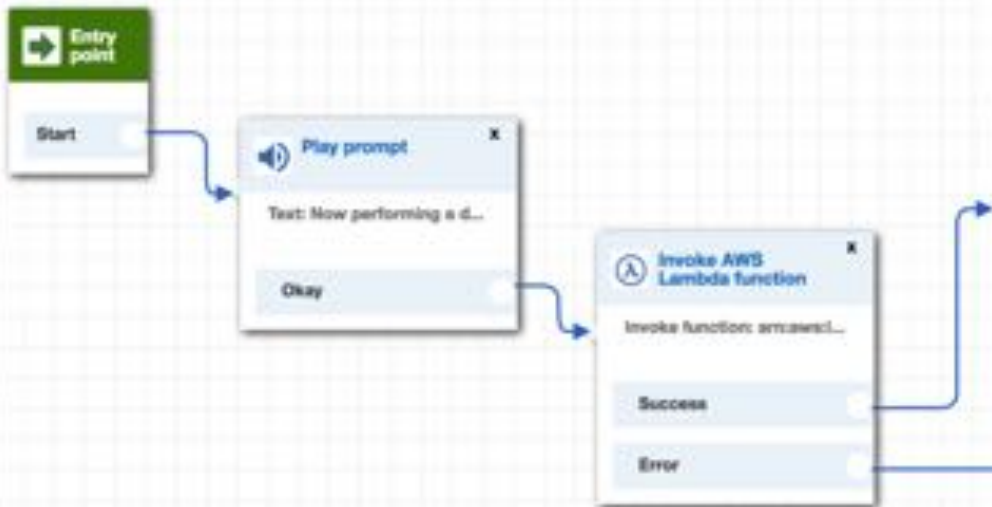 Entry
point
Start
Play prompt
x
Text: Now performing a d...
Okay
Invoke AWS
Lambda function
x
Invoke function: arn:aws:l...
Success
Error